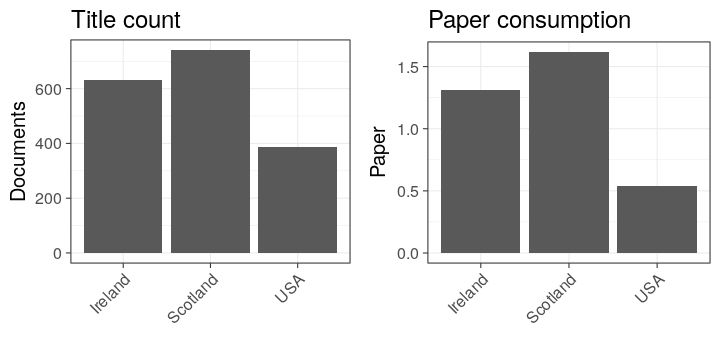 Title count
Documents
600
400
200
0
Ireland
Scotland
USA
Paper consumption
Paper
1.5
1.0
0.5
0.0
Ireland
Scotland
USA